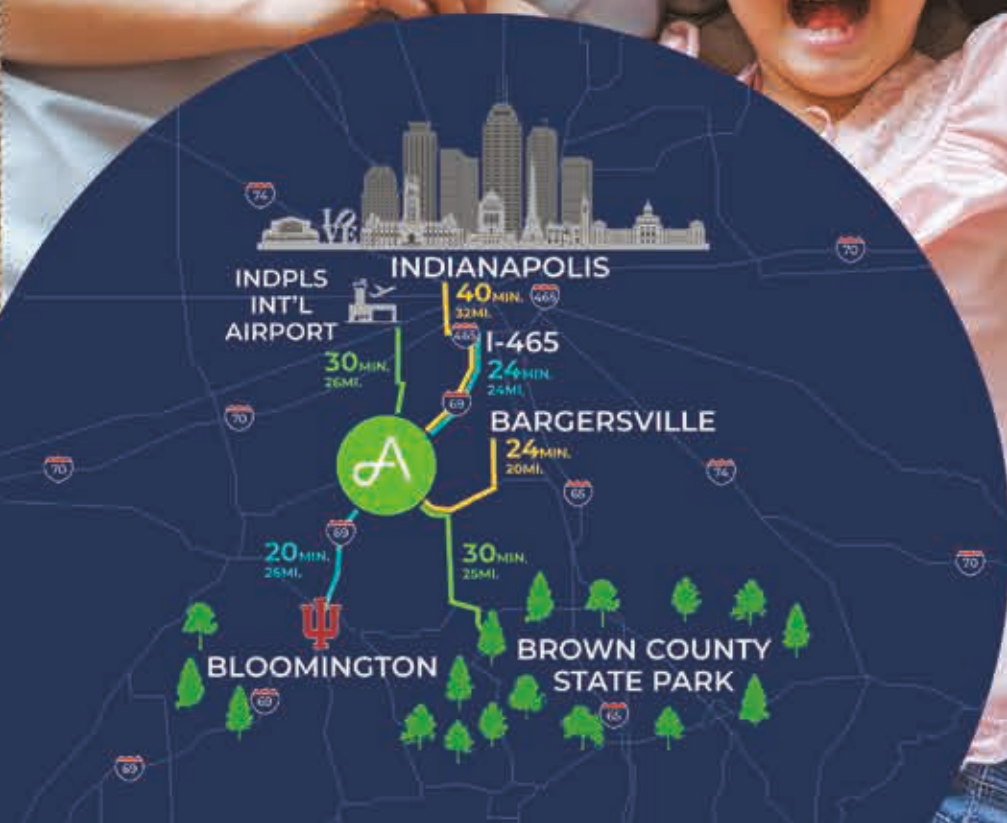 74
LOVE
70
INDIANAPOLIS
INDPLS
INT'L
AIRPORT
40MIN.
32MI.
465
465
I-465
30MIN.
26MI.
24MIN.
24MI.
69
70
BARGERSVILLE
24MIN.
20MI.
70
74
65
A
69
20MIN.
26MI.
30MIN.
25MI.
70
BROWN COUNTY
STATE PARK
BLOOMINGTON
69
65
69